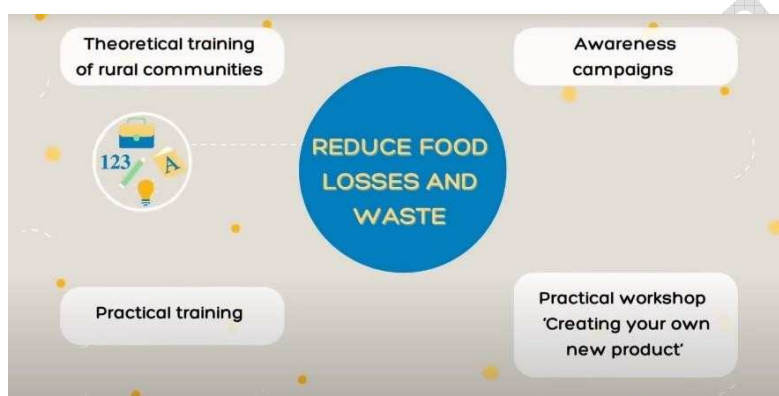 Theoretical training
of rural communities
Awareness
campaigns
123
A
REDUCE FOOD
LOSSES AND
WASTE
Practical training
Practical workshop
'Creating your own
new product'